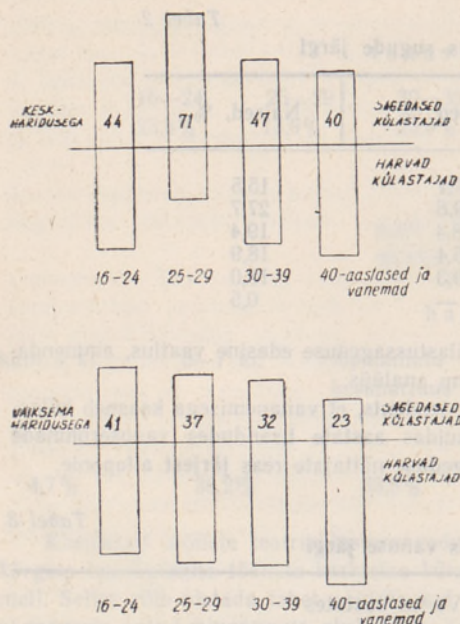 KESK-
HARIDUSEGA 44 71 47 40 SAGEDASED
KÜLASTAJAD
HARVAD
KÜLASTAJAD
16-24 25-29 30-39 40-aastased ja
vanemad
VÄIKSEMA
HARIDUSEGA 41 37 32 23 SAGEDASED
KÜLASTAJAD
HARVAD
KÜLASTAJAD
16-24 25-29 30-39 40-aastased ja
vanemad